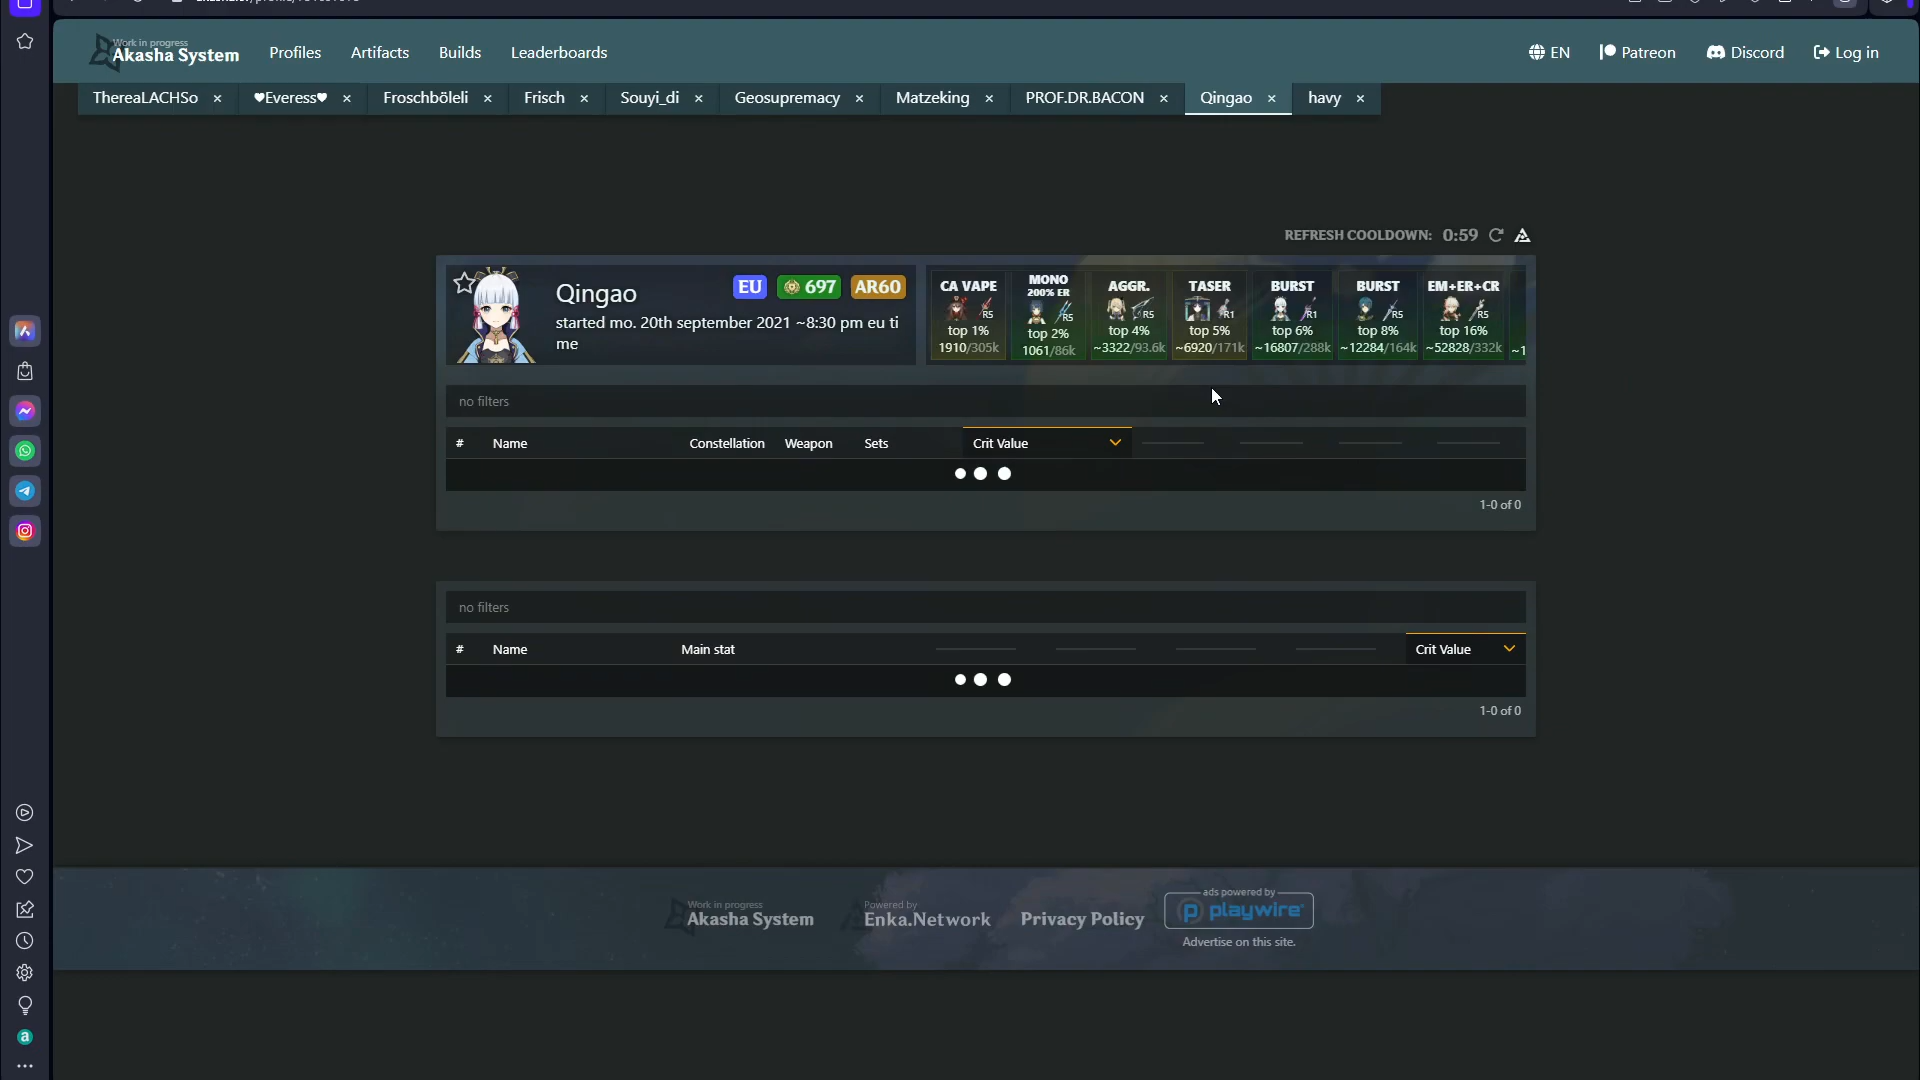 Work in progress
Akasha System
Profiles
Artifacts
Builds
Leaderboards
EN
Patreon
Discord
Log in
ThereaLACHSo ×
♥Everess♥ ×
Froschböleli ×
Frisch ×
Souyi_di ×
Geosupremacy ×
Matzeking ×
PROF.DR.BACON ×
Qingao ×
havy ×
REFRESH COOLDOWN: 0:59
Qingao
EU
697
AR60
started mo. 20th september 2021 ~8:30 pm eu ti
me
CA VAPE
R5
top 1%
1910/305k
MONO
200% ER
R5
top 2%
1061/86k
AGGR.
R5
top 4%
~3322/93.6k
TASER
R1
top 5%
~6920/171k
BURST
R1
top 6%
~16807/288k
BURST
R5
top 8%
~12284/164k
EM+ER+CR
R5
top 16%
~52828/332k
~1
no filters
# Name Constellation Weapon Sets Crit Value
1-0 of 0
no filters
# Name Main stat Crit Value
1-0 of 0
Work in progress
Akasha System
Powered by
Enka.Network
Privacy Policy
ads powered by
playwire
Advertise on this site.
a